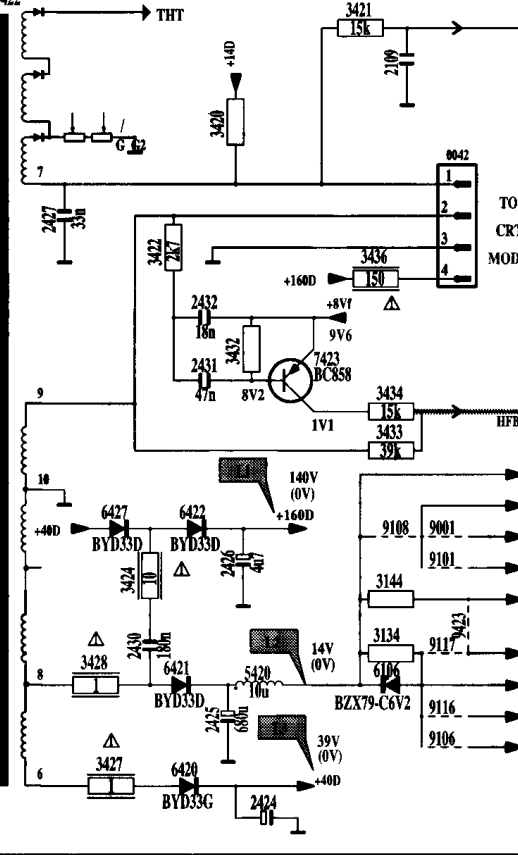 THT
3421
15k
2109
+14D
3420
G G2
7
0042
1
2
3
4
TO
CRT
MOD
2427
33n
3422
2k7
3436
150
+160D
2432
18n
+8Vf
9V6
3432
7423
BC858
2431
47n
8V2
1V1
3434
15k
3433
39k
HFB
9
10
140V
(0V)
+160D
+40D
6427
BYD33D
6422
BYD33D
3424
10
2426
4u7
9108
9001
9101
3144
9423
3134
9117
6106
BZX79-C6V2
9116
9106
2430
180n
8
3428
1
6421
BYD33D
5420
10u
14V
(0V)
2425
680u
39V
(0V)
6
3427
1
6420
BYD33G
+40D
2424